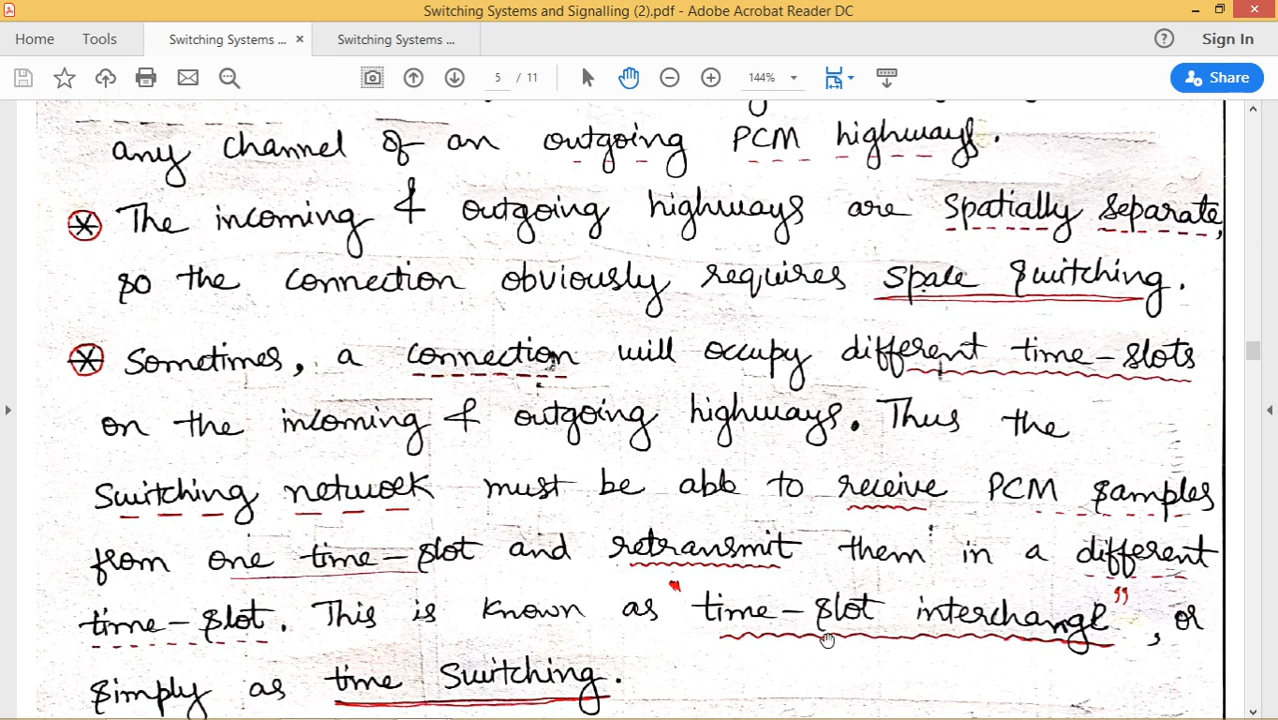 Switching Systems and Signalling (2).pdf - Adobe Acrobat Reader DC
Home Tools Switching Systems ... × Switching Systems ... Sign In
5 / 11 144% Share
any channel of an outgoing PCM highways.
The incoming & outgoing highways are spatially separate,
so the connection obviously requires space switching.
Sometimes, a connection will occupy different time-slots
on the incoming & outgoing highways. Thus the
Switching network must be able to receive PCM samples
from one time-slot and retransmit them in a different
time-slot. This is known as "time-slot interchange", or
simply as time switching.